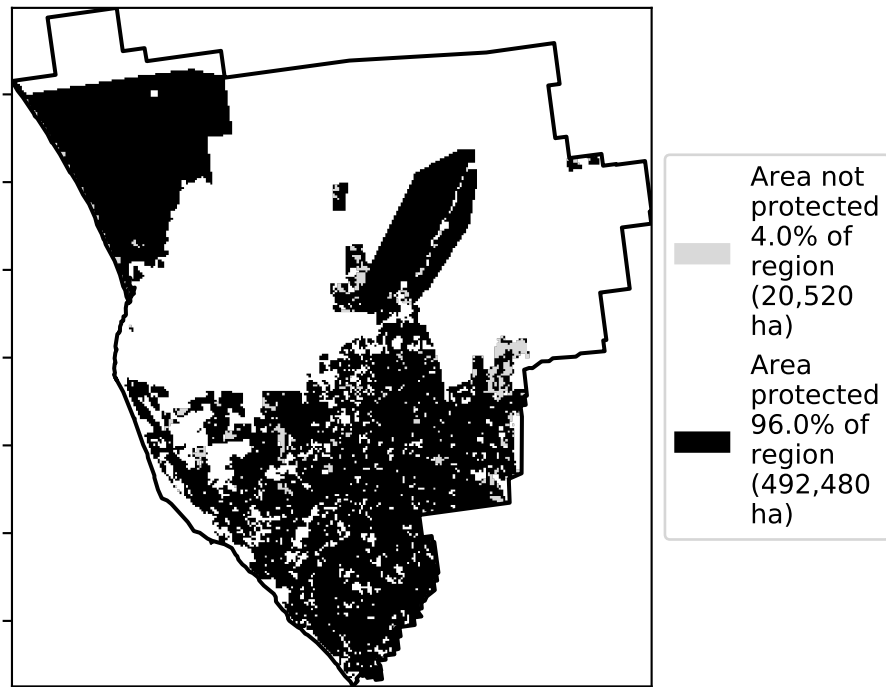 Area not
protected
4.0% of
region
(20,520
ha)
Area
protected
96.0% of
region
(492,480
ha)